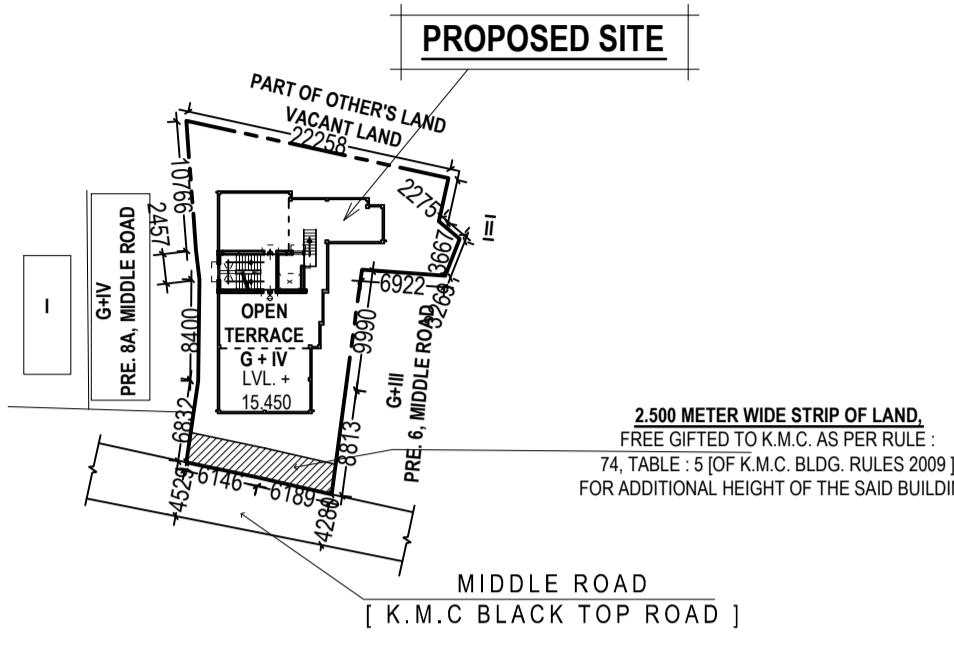 PROPOSED SITE
PART OF OTHER'S LAND
VACANT LAND
22258
10766
2457
8400
6832
2275
3667
3269
6922
9990
8813
G+IV
PRE. 8A, MIDDLE ROAD
OPEN
TERRACE
G + IV
LVL. +
15.450
G+III
PRE. 6, MIDDLE ROAD
2.500 METER WIDE STRIP OF LAND,
FREE GIFTED TO K.M.C. AS PER RULE :
74, TABLE : 5 [OF K.M.C. BLDG. RULES 2009 ]
FOR ADDITIONAL HEIGHT OF THE SAID BUILDIN
4529
6146
6189
4280
MIDDLE ROAD
[ K.M.C BLACK TOP ROAD ]